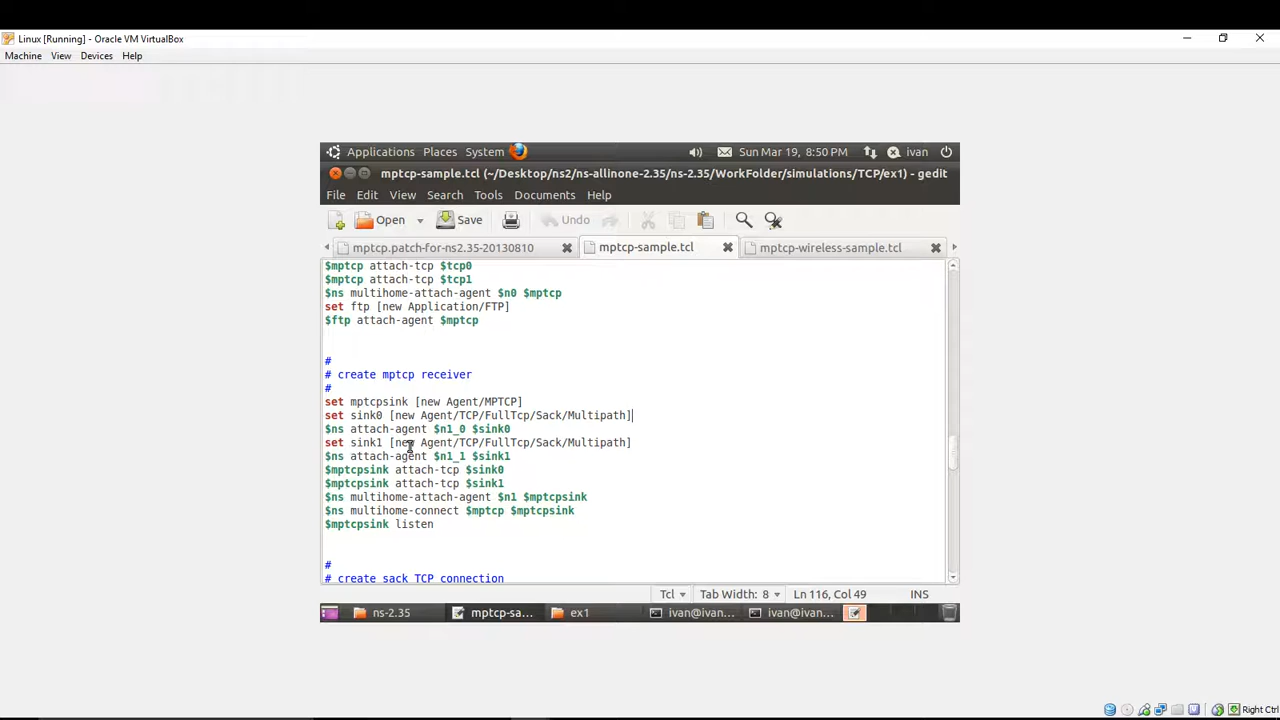 Linux [Running] - Oracle VM VirtualBox
Machine View Devices Help
Applications Places System Sun Mar 19, 8:50 PM ivan
mptcp-sample.tcl (~/Desktop/ns2/ns-allinone-2.35/ns-2.35/WorkFolder/simulations/TCP/ex1) - gedit
File Edit View Search Tools Documents Help
Open Save Undo
mptcp.patch-for-ns2.35-20130810 mptcp-sample.tcl mptcp-wireless-sample.tcl
$mptcp attach-tcp $tcp0
$mptcp attach-tcp $tcp1
$ns multihome-attach-agent $n0 $mptcp
set ftp [new Application/FTP]
$ftp attach-agent $mptcp
#
# create mptcp receiver
#
set mptcpsink [new Agent/MPTCP]
set sink0 [new Agent/TCP/FullTcp/Sack/Multipath]
$ns attach-agent $n1_0 $sink0
set sink1 [new Agent/TCP/FullTcp/Sack/Multipath]
$ns attach-agent $n1_1 $sink1
$mptcpsink attach-tcp $sink0
$mptcpsink attach-tcp $sink1
$ns multihome-attach-agent $n1 $mptcpsink
$ns multihome-connect $mptcp $mptcpsink
$mptcpsink listen
#
# create sack TCP connection
Tcl Tab Width: 8 Ln 116, Col 49 INS
ns-2.35 mptcp-sa... ex1 ivan@ivan... ivan@ivan...
Right Ctrl